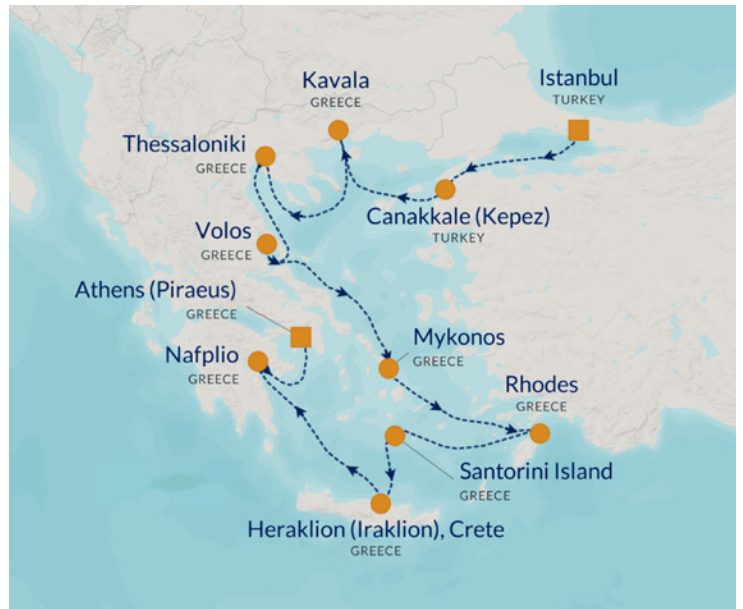 Istanbul
TURKEY
Kavala
GREECE
Thessaloniki
GREECE
Canakkale (Kepez)
TURKEY
Volos
GREECE
Athens (Piraeus)
GREECE
Nafplio
GREECE
Mykonos
GREECE
Rhodes
GREECE
Santorini Island
GREECE
Heraklion (Iraklion), Crete
GREECE